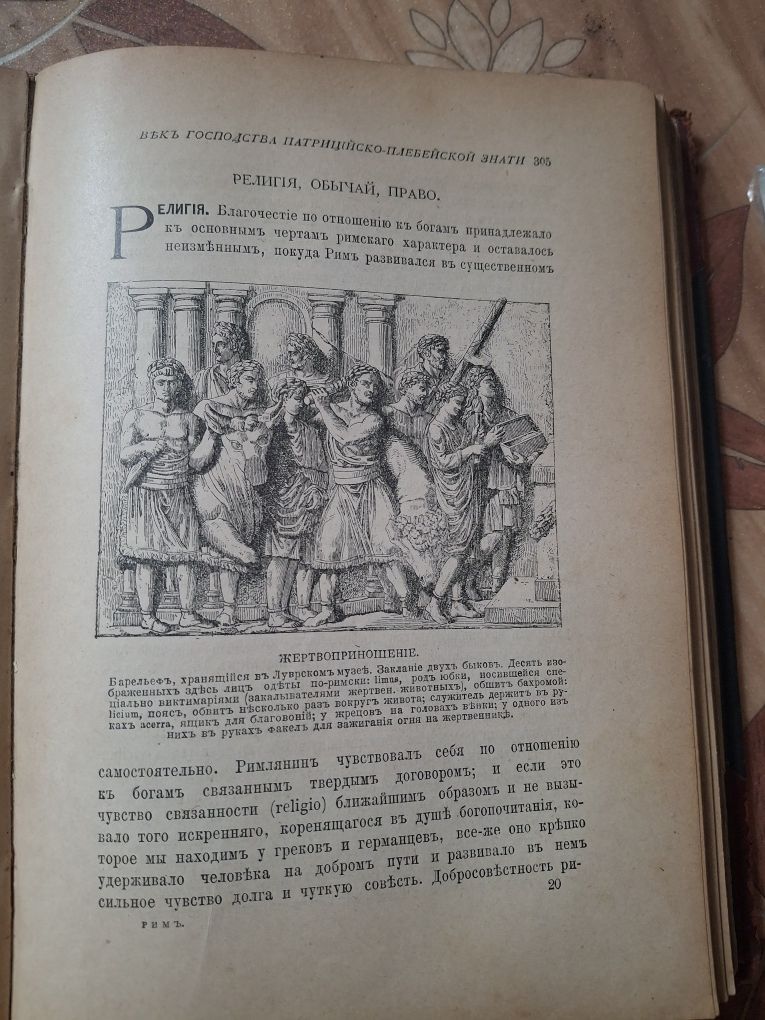 ВѢКЪ ГОСПОДСТВА ПАТРИЦІЙСКО-ПЛЕБЕЙСКОЙ ЗНАТИ 305
РЕЛИГІЯ, ОБЫЧАЙ, ПРАВО.
РЕЛИГІЯ. Благочестіе по отношенію къ богамъ принадлежало
къ основнымъ чертамъ римскаго характера и оставалось
неизмѣннымъ, покуда Римъ развивался въ существенномъ
ЖЕРТВОПРИНОШЕНІЕ.
Барельефъ, хранящійся въ Луврскомъ музеѣ. Закланіе двухъ быковъ. Десять изо-
браженныхъ здѣсь лицъ одѣты по-римски: limus, родъ юбки, носившейся спе-
ціально виктимаріями (закалывателями жертвен. животныхъ), обшитъ бахромой:
licium, поясъ, обвитъ нѣсколько разъ вокругъ живота; служитель держитъ въ ру-
кахъ acerra, ящикъ для благовоній; у жрецовъ на головахъ вѣнки; у одного изъ
нихъ въ рукахъ факелъ для зажиганія огня на жертвенникѣ.
самостоятельно. Римлянинъ чувствовалъ себя по отношенію
къ богамъ связаннымъ твердымъ договоромъ; и если это
чувство связанности (religio) ближайшимъ образомъ и не вызы-
вало того искренняго, коренящагося въ душѣ богопочитанія, ко-
торое мы находимъ у грековъ и германцевъ, все-же оно крѣпко
удерживало человѣка на добромъ пути и развивало въ немъ
сильное чувство долга и чуткую совѣсть. Добросовѣстность ри-
РИМЪ.
20